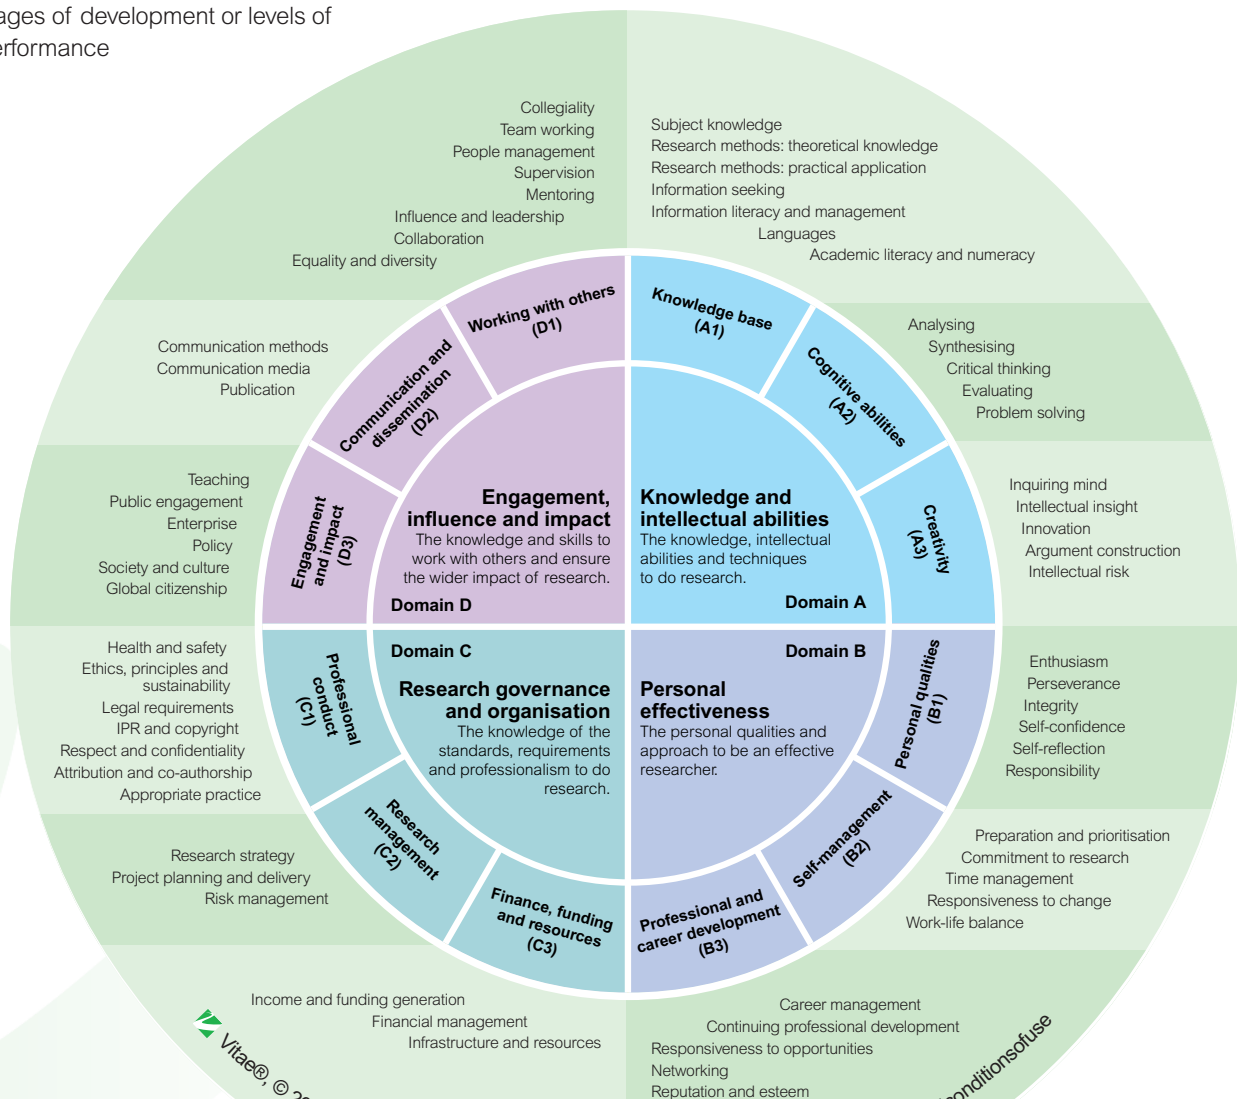 ages of development or levels of
erformance
Collegiality
Team working
People management
Supervision
Mentoring
Influence and leadership
Collaboration
Equality and diversity
Subject knowledge
Research methods: theoretical knowledge
Research methods: practical application
Information seeking
Information literacy and management
Languages
Academic literacy and numeracy
Working with others
(D1)
Knowledge base
(A1)
Communication methods
Communication media
Publication
Communication and
dissemination
(D2)
Cognitive abilities
(A2)
Analysing
Synthesising
Critical thinking
Evaluating
Problem solving
Teaching
Public engagement
Enterprise
Policy
Society and culture
Global citizenship
Engagement
and impact
(D3)
Engagement,
influence and impact
The knowledge and skills to
work with others and ensure
the wider impact of research.
Domain D
Knowledge and
intellectual abilities
The knowledge, intellectual
abilities and techniques
to do research.
Domain A
Creativity
(A3)
Inquiring mind
Intellectual insight
Innovation
Argument construction
Intellectual risk
Health and safety
Ethics, principles and
sustainability
Legal requirements
IPR and copyright
Respect and confidentiality
Attribution and co-authorship
Appropriate practice
Professional
conduct
(C1)
Domain C
Research governance
and organisation
The knowledge of the
standards, requirements
and professionalism to do
research.
Domain B
Personal
effectiveness
The personal qualities and
approach to be an effective
researcher.
Personal qualities
(B1)
Enthusiasm
Perseverance
Integrity
Self-confidence
Self-reflection
Responsibility
Research strategy
Project planning and delivery
Risk management
Research
management
(C2)
Self-management
(B2)
Preparation and prioritisation
Commitment to research
Time management
Responsiveness to change
Work-life balance
Finance, funding
and resources
(C3)
Professional and
career development
(B3)
Income and funding generation
Financial management
Infrastructure and resources
Career management
Continuing professional development
Responsiveness to opportunities
Networking
Reputation and esteem
Vitae®, © 20
conditionsofuse